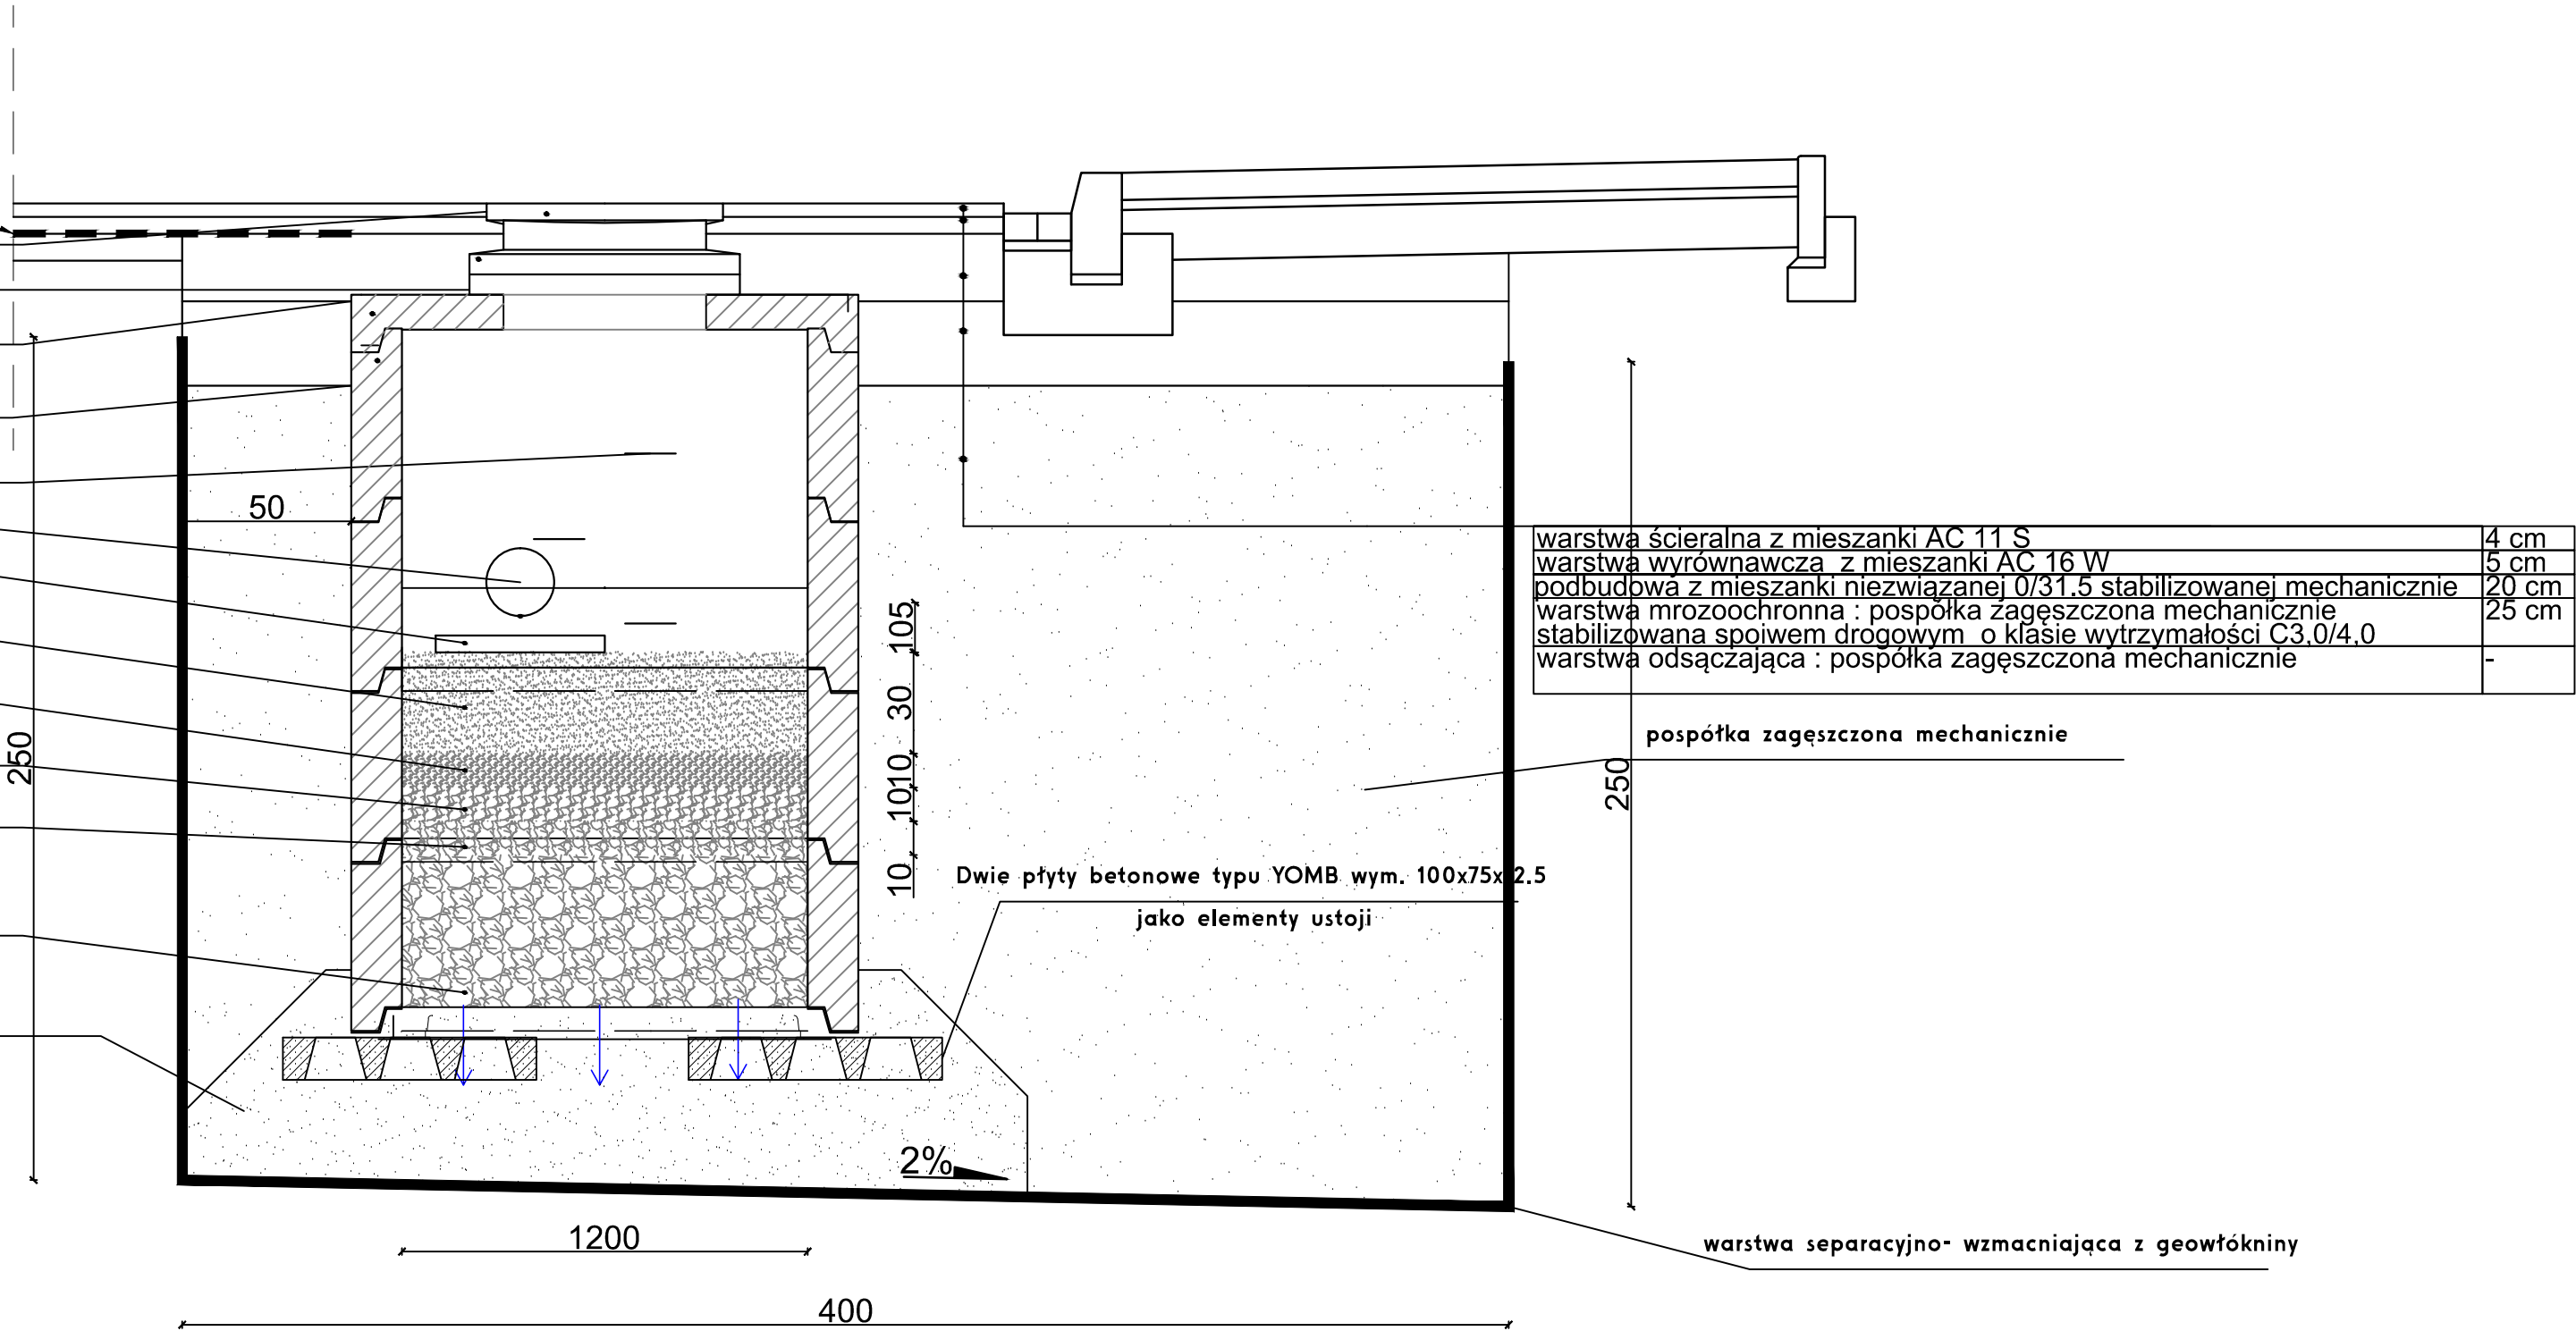 50
warstwa ścieralna z mieszanki AC 11 S 4 cm
warstwa wyrównawcza z mieszanki AC 16 W 5 cm
podbudowa z mieszanki niezwiązanej 0/31.5 stabilizowanej mechanicznie 20 cm
warstwa mrozoochronna : pospółka zagęszczona mechanicznie 25 cm
stabilizowana spoiwem drogowym o klasie wytrzymałości C3,0/4,0
warstwa odsączająca : pospółka zagęszczona mechanicznie -
105
30
10
10
10
250
250
pospółka zagęszczona mechanicznie
Dwie płyty betonowe typu YOMB wym. 100x75x12.5
jako elementy ustoji
2%
1200
warstwa separacyjno- wzmacniająca z geowłókniny
400